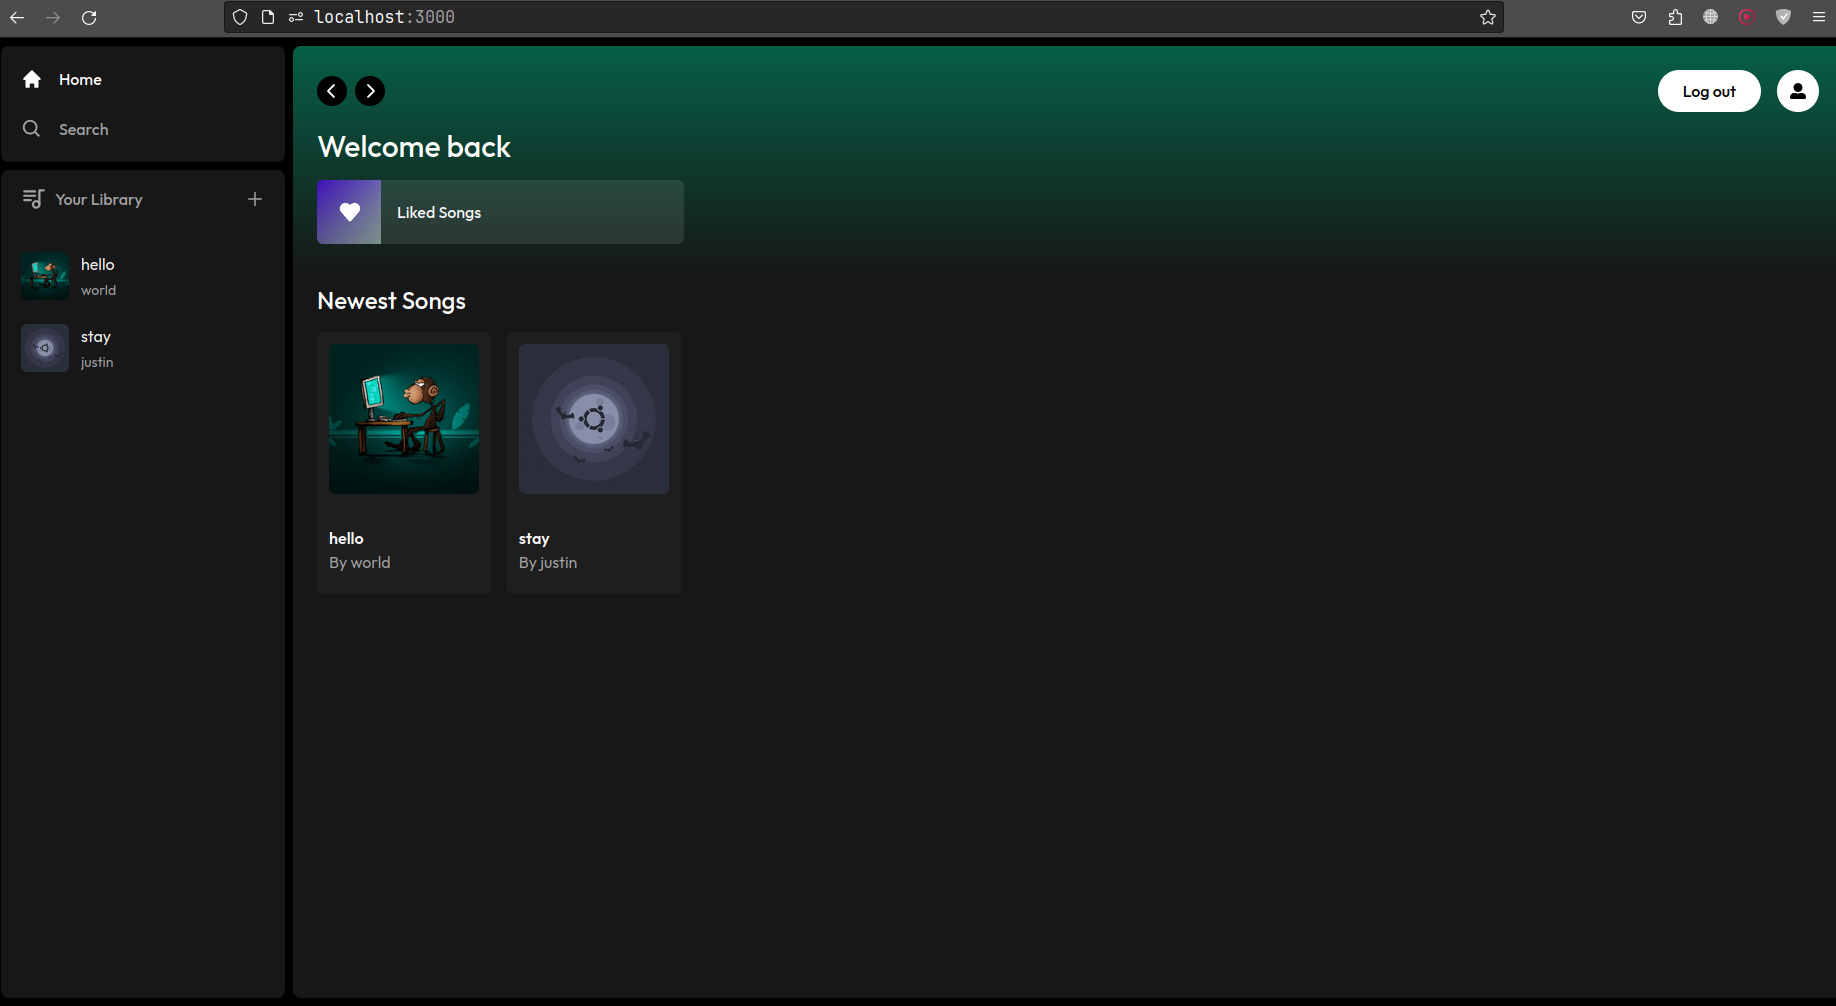 localhost:3000
Home
Search
Your Library
hello
world
stay
justin
Log out
Welcome back
Liked Songs
Newest Songs
hello
By world
stay
By justin